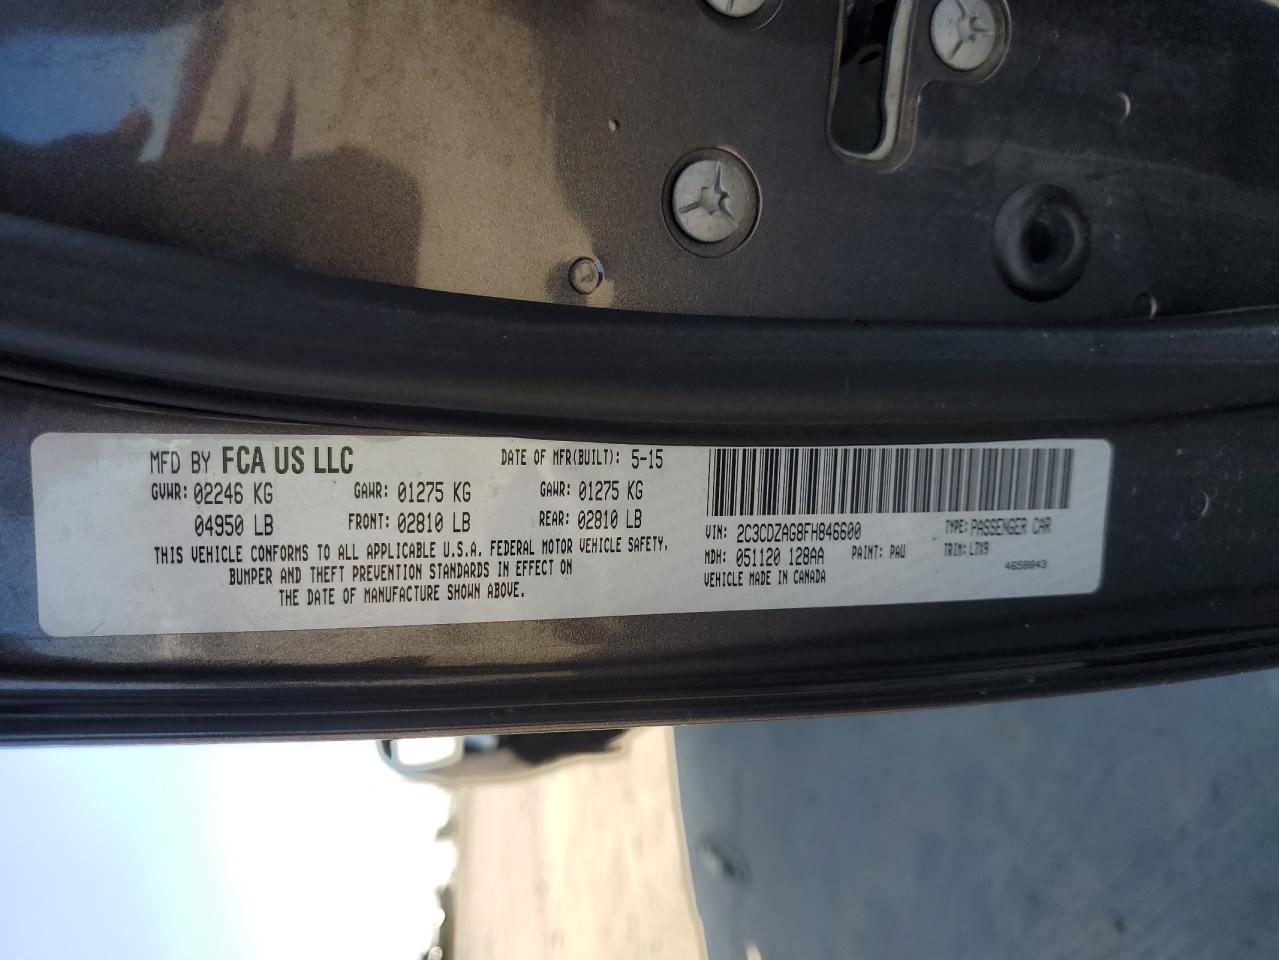 MFD BY FCA US LLC DATE OF MFR(BUILT): 5-15
GVWR: 02246 KG GAWR: 01275 KG GAWR: 01275 KG
04950 LB FRONT: 02810 LB REAR: 02810 LB
THIS VEHICLE CONFORMS TO ALL APPLICABLE U.S.A. FEDERAL MOTOR VEHICLE SAFETY,
BUMPER AND THEFT PREVENTION STANDARDS IN EFFECT ON
THE DATE OF MANUFACTURE SHOWN ABOVE.
VIN: 2C3CDZAG8FH846600 TYPE: PASSENGER CAR
MDH: 051120 128AA PAINT: PAU TRIM: L7X9
VEHICLE MADE IN CANADA 4658843